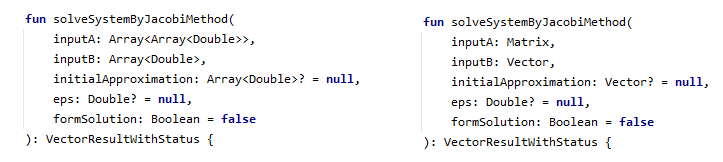 fun solveSystemByJacobiMethod(
    inputA: Array<Array<Double>>,
    inputB: Array<Double>,
    initialApproximation: Array<Double>? = null,
    eps: Double? = null,
    formSolution: Boolean = false
): VectorResultWithStatus {
fun solveSystemByJacobiMethod(
    inputA: Matrix,
    inputB: Vector,
    initialApproximation: Vector? = null,
    eps: Double? = null,
    formSolution: Boolean = false
): VectorResultWithStatus {